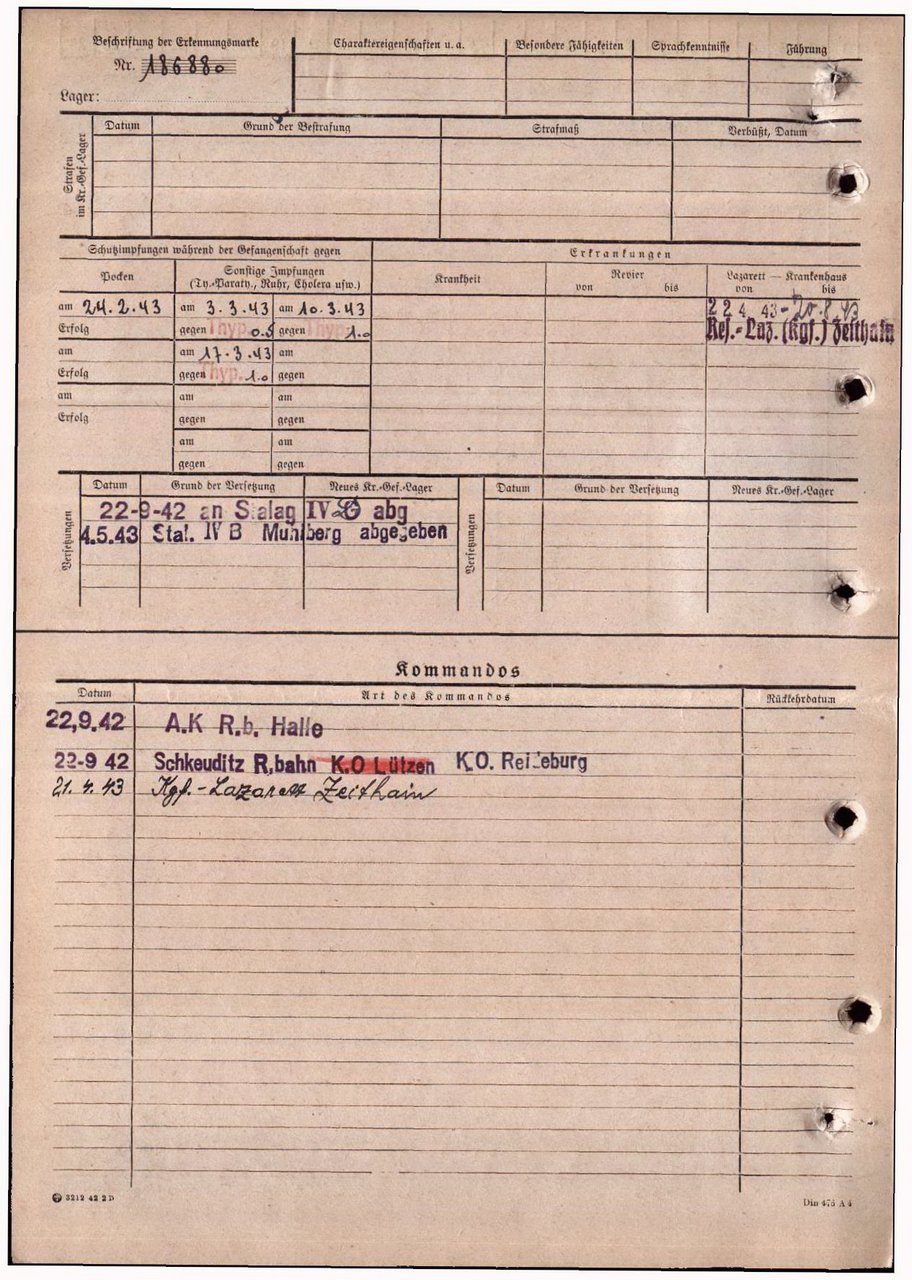 Beschriftung der Erkennungsmarke
Nr. 186880
Lager:
Charaktereigenschaften u. a.
Besondere Fähigkeiten
Sprachkenntnisse
Führung
Strafen im Kr.-Gef.-Lager
Datum
Grund der Bestrafung
Strafmaß
Verbüßt, Datum
Schutzimpfungen während der Gefangenschaft gegen
Erkrankungen
Pocken
Sonstige Impfungen
(Ty.-Paraty., Ruhr, Cholera usw.)
Krankheit
Revier
von bis
Lazarett — Krankenhaus
von bis
am 24.2.43 am 3.3.43 am 10.3.43
22 4 43 - 20.8.43
Erfolg gegen Thyp. 0.5 gegen Thyp. 1.0
Res.-Laz. (Kgf.) Zeithain
am am 17.3.43 am
Erfolg gegen Thyp. 1.0 gegen
am am am
Erfolg gegen gegen
am am
gegen gegen
Versetzungen
Datum
Grund der Versetzung
Neues Kr.-Gef.-Lager
22-9-42 an Stalag IV abg
4.5.43 Stal. IV B Muhlberg abgegeben
Versetzungen
Datum
Grund der Versetzung
Neues Kr.-Gef.-Lager
Kommandos
Datum
Art des Kommandos
Rückkehrdatum
22,9.42 A.K R.b. Halle
22-9 42 Schkeuditz R,bahn K.O Lützen K.O. Reideburg
21.4.43 Kgf.-Lazarett Zeithain
3212 42 2 D
Din 476 A 4